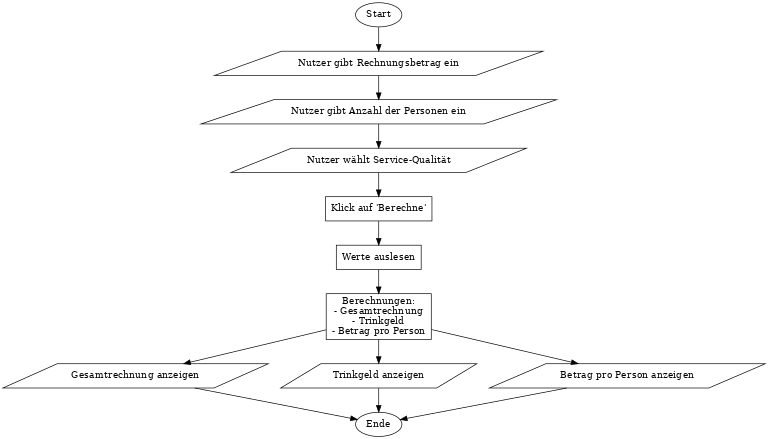 Start
Nutzer gibt Rechnungsbetrag ein
Nutzer gibt Anzahl der Personen ein
Nutzer wählt Service-Qualität
Klick auf 'Berechne'
Werte auslesen
Berechnungen:
- Gesamtrechnung
- Trinkgeld
- Betrag pro Person
Gesamtrechnung anzeigen
Trinkgeld anzeigen
Betrag pro Person anzeigen
Ende